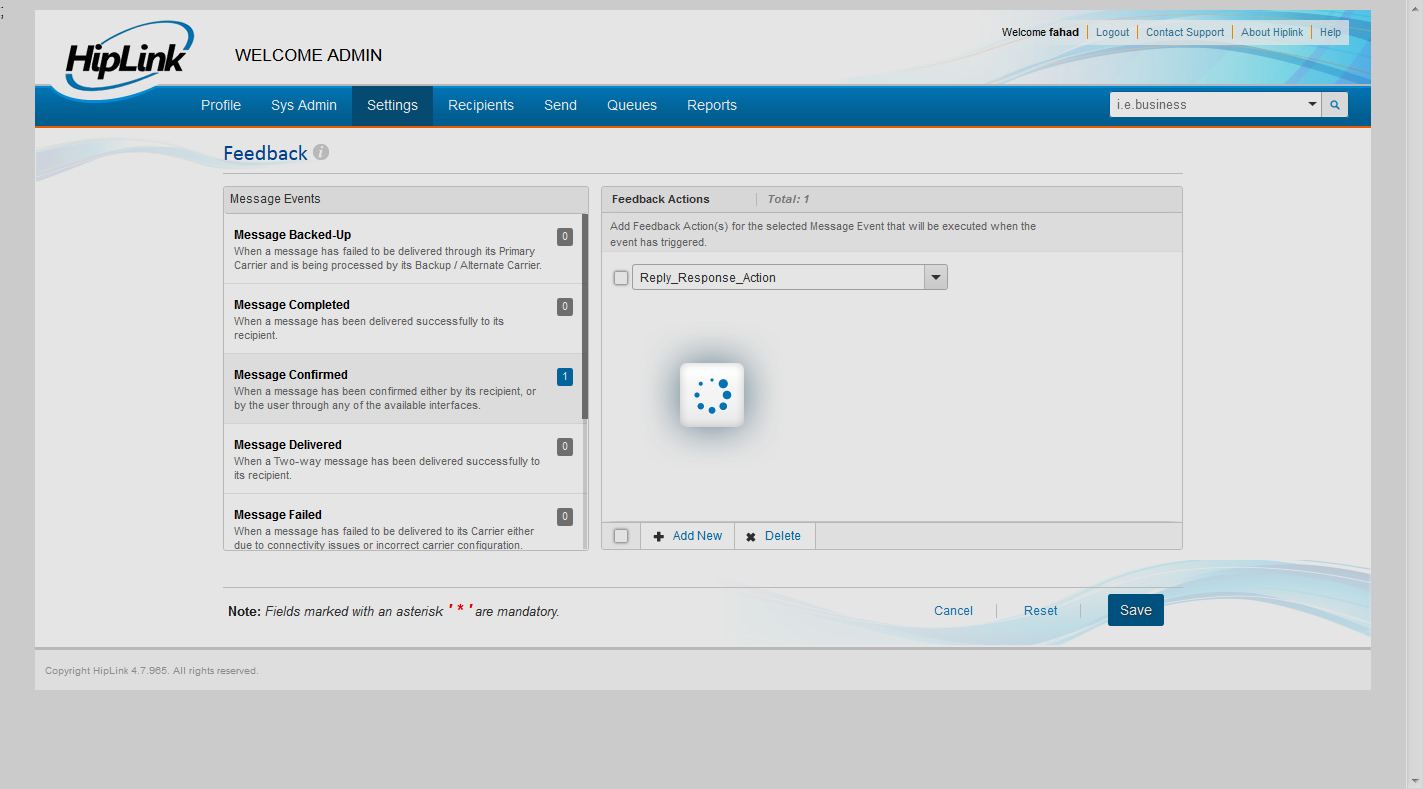 ;
HipLink
WELCOME ADMIN
Welcome fahad Logout Contact Support About Hiplink Help
Profile Sys Admin Settings Recipients Send Queues Reports
i.e.business
Feedback i
Message Events
Message Backed-Up 0
When a message has failed to be delivered through its Primary
Carrier and is being processed by its Backup / Alternate Carrier.
Message Completed 0
When a message has been delivered successfully to its
recipient.
Message Confirmed 1
When a message has been confirmed either by its recipient, or
by the user through any of the available interfaces.
Message Delivered 0
When a Two-way message has been delivered successfully to
its recipient.
Message Failed 0
When a message has failed to be delivered to its Carrier either
due to connectivity issues or incorrect carrier configuration.
Feedback Actions Total: 1
Add Feedback Action(s) for the selected Message Event that will be executed when the
event has triggered.
Reply_Response_Action
Add New Delete
Note: Fields marked with an asterisk ' * ' are mandatory.
Cancel Reset Save
Copyright HipLink 4.7.965. All rights reserved.